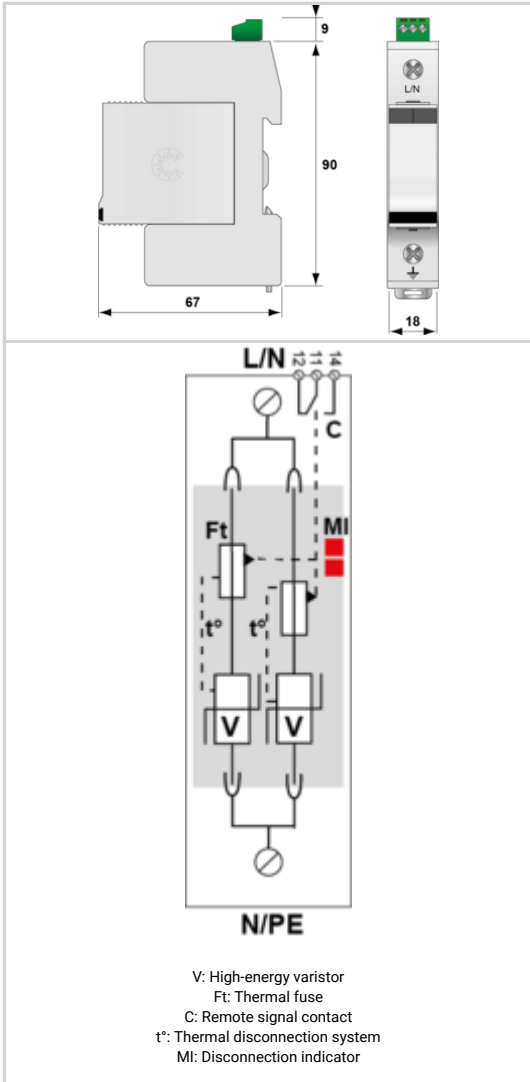 9
L/N
90
67
18
L/N 12 11 14
C
Ft
MI
t° t°
V V
N/PE
V: High-energy varistor
Ft: Thermal fuse
C: Remote signal contact
t°: Thermal disconnection system
MI: Disconnection indicator